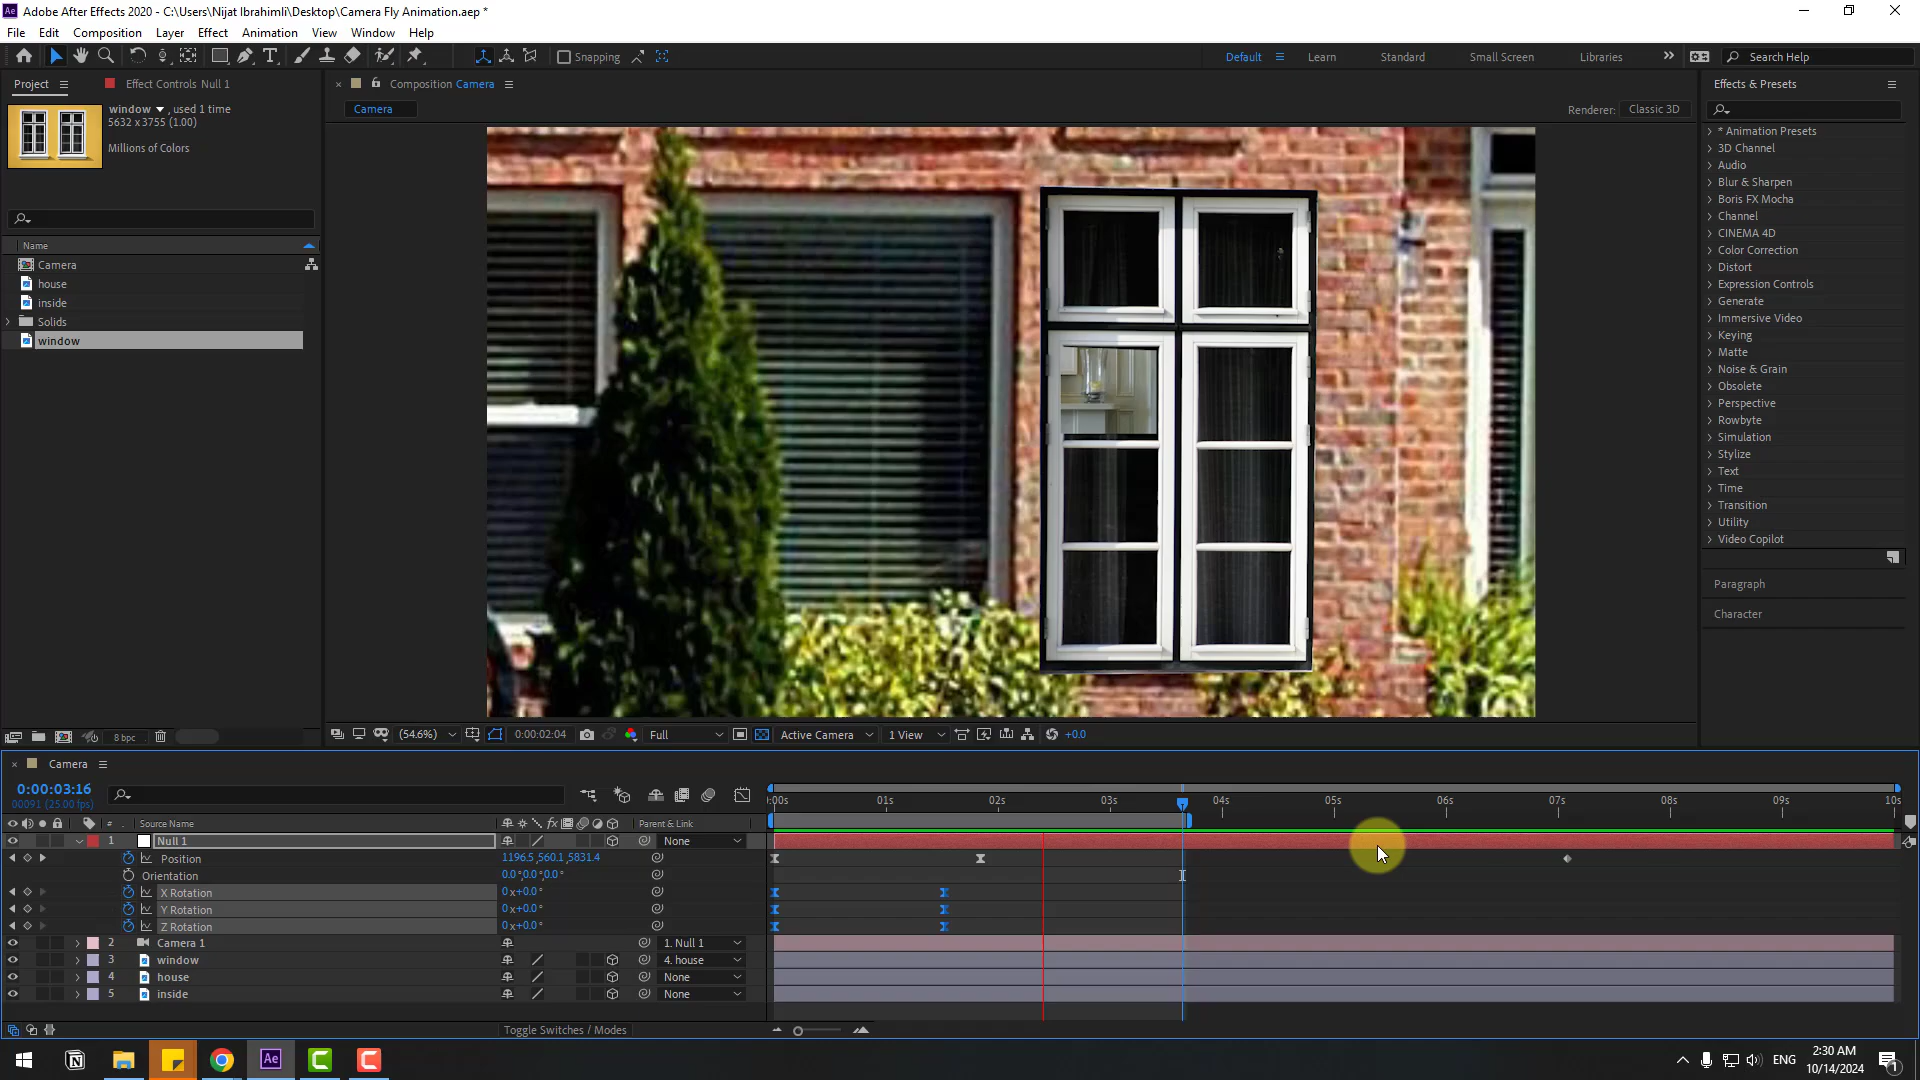 Adobe After Effects 2020 - C:\Users\Nijat Ibrahimli\Desktop\Camera Fly Animation.aep *
File Edit Composition Layer Effect Animation View Window Help
Snapping
Default Learn Standard Small Screen Libraries
Search Help
Project
Effect Controls Null 1
Composition Camera
Effects & Presets
window , used 1 time
5632 x 3755 (1.00)
Millions of Colors
Camera
Renderer: Classic 3D
Name
Camera
house
inside
Solids
window
* Animation Presets
3D Channel
Audio
Blur & Sharpen
Boris FX Mocha
Channel
CINEMA 4D
Color Correction
Distort
Expression Controls
Generate
Immersive Video
Keying
Matte
Noise & Grain
Obsolete
Perspective
Rowbyte
Simulation
Stylize
Text
Time
Transition
Utility
Video Copilot
Paragraph
Character
8 bpc
(54.6%) 0:00:02:04 Full Active Camera 1 View +0.0
Camera
0:00:03:16
00091 (25.00 fps)
:00s 01s 02s 03s 04s 05s 06s 07s 08s 09s 10s
# Source Name Parent & Link
1 Null 1 None
Position 1196.5,560.1,5831.4
Orientation 0.0°,0.0°,0.0°
X Rotation 0x+0.0°
Y Rotation 0x+0.0°
Z Rotation 0x+0.0°
2 Camera 1 1. Null 1
3 window 4. house
4 house None
5 inside None
Toggle Switches / Modes
ENG
2:30 AM
10/14/2024
1